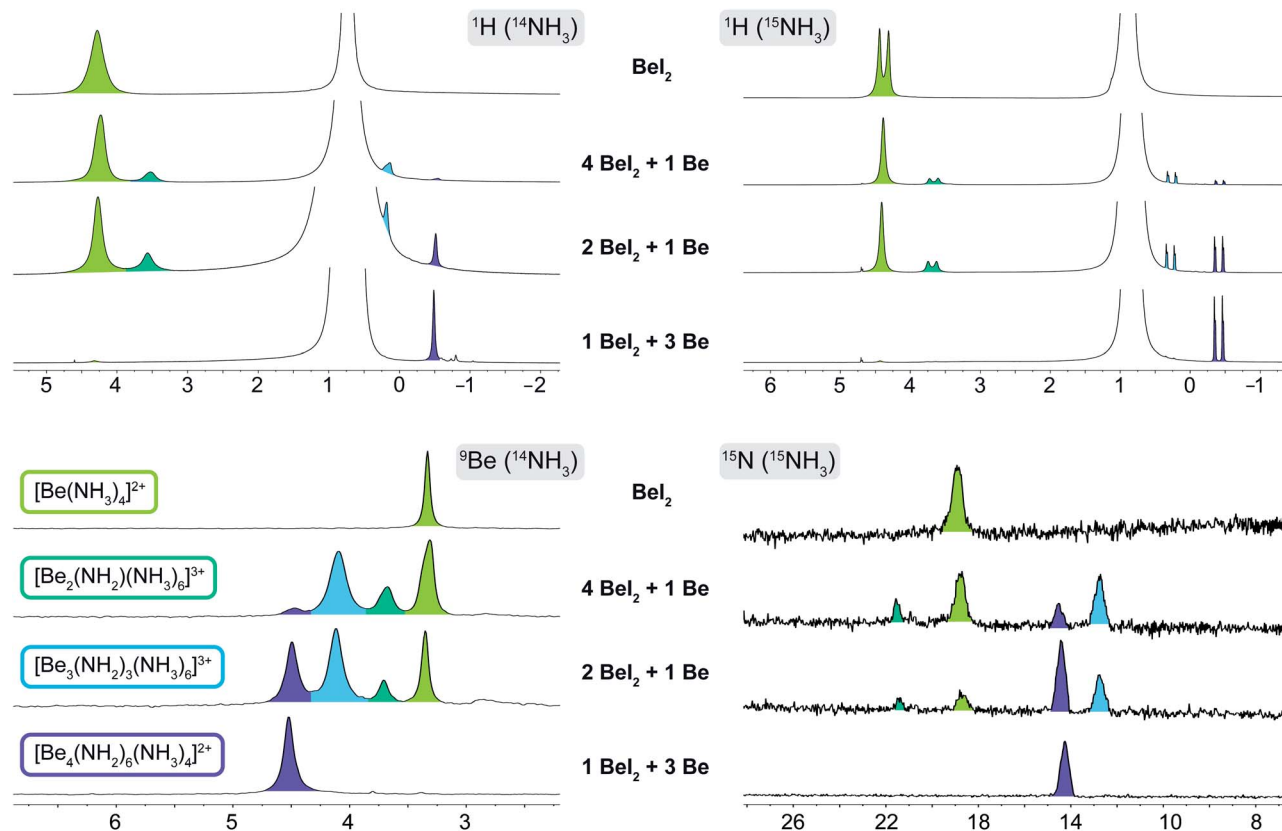 ¹H (¹⁴NH₃)
¹H (¹⁵NH₃)
BeI₂
4 BeI₂ + 1 Be
2 BeI₂ + 1 Be
1 BeI₂ + 3 Be
5 4 3 2 1 0 –1 –2
6 5 4 3 2 1 0 –1
⁹Be (¹⁴NH₃)
¹⁵N (¹⁵NH₃)
[Be(NH₃)₄]²⁺
BeI₂
[Be₂(NH₂)(NH₃)₆]³⁺
4 BeI₂ + 1 Be
[Be₃(NH₂)₃(NH₃)₆]³⁺
2 BeI₂ + 1 Be
[Be₄(NH₂)₆(NH₃)₄]²⁺
1 BeI₂ + 3 Be
6 5 4 3
26 22 18 14 10 8 6